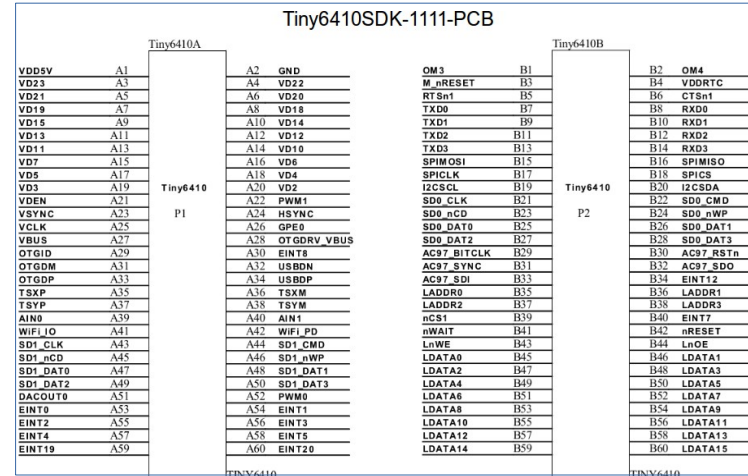 Tiny6410SDK-1111-PCB
Tiny6410A Tiny6410B
VDD5V A1 A2 GND OM3 B1 B2 OM4
VD23 A3 A4 VD22 M_nRESET B3 B4 VDDRTC
VD21 A5 A6 VD20 RTSn1 B5 B6 CTSn1
VD19 A7 A8 VD18 TXD0 B7 B8 RXD0
VD15 A9 A10 VD14 TXD1 B9 B10 RXD1
VD13 A11 A12 VD12 TXD2 B11 B12 RXD2
VD11 A13 A14 VD10 TXD3 B13 B14 RXD3
VD7 A15 A16 VD6 SPIMOSI B15 B16 SPIMISO
VD5 A17 A18 VD4 SPICLK B17 B18 SPICS
VD3 A19 Tiny6410 A20 VD2 I2CSCL B19 Tiny6410 B20 I2CSDA
VDEN A21 A22 PWM1 SD0_CLK B21 B22 SD0_CMD
VSYNC A23 P1 A24 HSYNC SD0_nCD B23 P2 B24 SD0_nWP
VCLK A25 A26 GPE0 SD0_DAT0 B25 B26 SD0_DAT1
VBUS A27 A28 OTGDRV_VBUS SD0_DAT2 B27 B28 SD0_DAT3
OTGID A29 A30 EINT8 AC97_BITCLK B29 B30 AC97_RSTn
OTGDM A31 A32 USBDN AC97_SYNC B31 B32 AC97_SDO
OTGDP A33 A34 USBDP AC97_SDI B33 B34 EINT12
TSXP A35 A36 TSXM LADDR0 B35 B36 LADDR1
TSYP A37 A38 TSYM LADDR2 B37 B38 LADDR3
AIN0 A39 A40 AIN1 nCS1 B39 B40 EINT7
WiFi_IO A41 A42 WiFi_PD nWAIT B41 B42 nRESET
SD1_CLK A43 A44 SD1_CMD LnWE B43 B44 LnOE
SD1_nCD A45 A46 SD1_nWP LDATA0 B45 B46 LDATA1
SD1_DAT0 A47 A48 SD1_DAT1 LDATA2 B47 B48 LDATA3
SD1_DAT2 A49 A50 SD1_DAT3 LDATA4 B49 B50 LDATA5
DACOUT0 A51 A52 PWM0 LDATA6 B51 B52 LDATA7
EINT0 A53 A54 EINT1 LDATA8 B53 B54 LDATA9
EINT2 A55 A56 EINT3 LDATA10 B55 B56 LDATA11
EINT4 A57 A58 EINT5 LDATA12 B57 B58 LDATA13
EINT19 A59 A60 EINT20 LDATA14 B59 B60 LDATA15
TINY6410 TINY6410